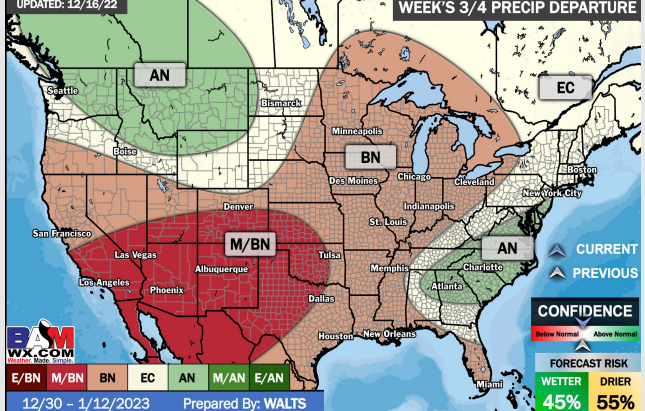 UPDATED: 12/16/22
WEEK'S 3/4 PRECIP DEPARTURE
AN
EC
Seattle
Bismarck
Minneapolis
Boise
BN
Boston
Des Moines
Chicago
Cleveland
New York City
Denver
Indianapolis
San Francisco
St. Louis
M/BN
AN
Las Vegas
Tulsa
CURRENT
Albuquerque
Memphis
Charlotte
PREVIOUS
Los Angeles
Phoenix
Atlanta
Dallas
CONFIDENCE
Houston
New Orleans
Below Normal
Above Normal
BAM
WX.COM
Weather. Made. Simple.
FORECAST RISK
E/BN
M/BN
BN
EC
AN
M/AN
E/AN
Miami
WETTER
DRIER
12/30 – 1/12/2023
Prepared By: WALTS
45%
55%